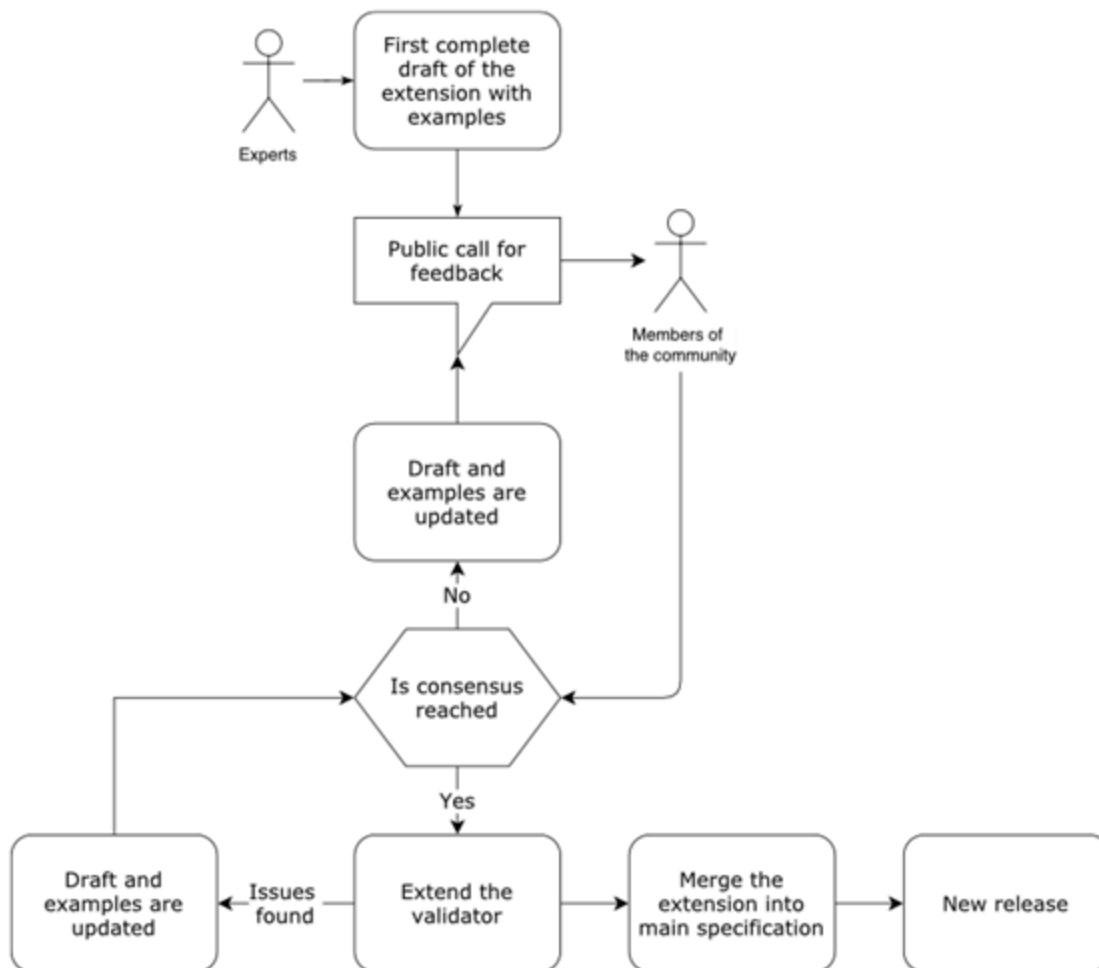 First complete
draft of the
extension with
examples
Experts
Public call for
feedback
Members of
the community
Draft and
examples are
updated
No
Is consensus
reached
Yes
Draft and
examples are
updated
Issues
found
Extend the
validator
Merge the
extension into
main specification
New release